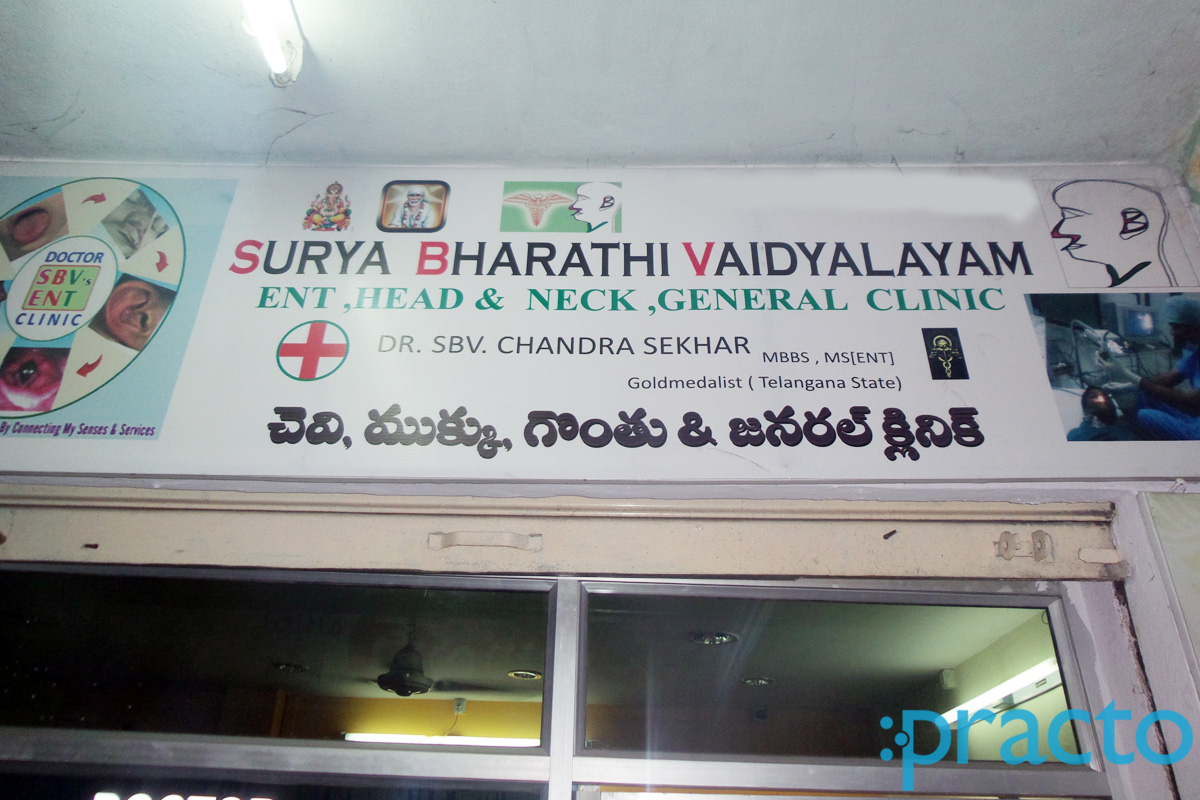 SURYA BHARATHI VAIDYALAYAM
ENT ,HEAD & NECK ,GENERAL CLINIC
DR. SBV. CHANDRA SEKHAR MBBS , MS[ENT]
Goldmedalist ( Telangana State)
చెవి, ముక్కు, గొంతు & జనరల్ క్లినిక్
DOCTOR
SBV's
ENT
CLINIC
By Connecting My Senses & Services
B
DOCTOR
:practo